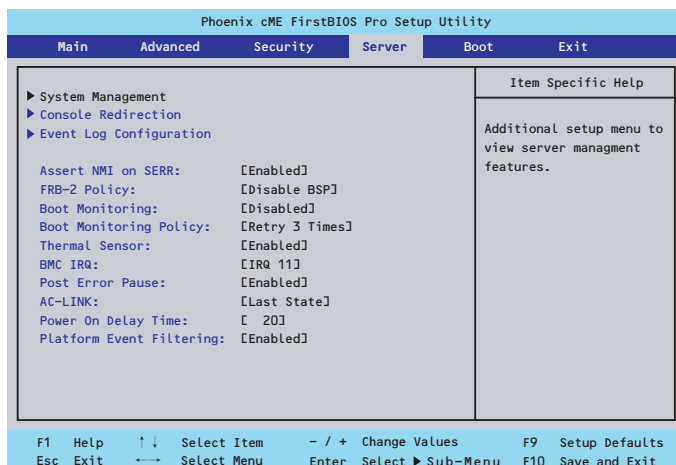 Phoenix cME FirstBIOS Pro Setup Utility
Main Advanced Security Server Boot Exit
▶ System Management
▶ Console Redirection
▶ Event Log Configuration
Assert NMI on SERR: [Enabled]
FRB-2 Policy: [Disable BSP]
Boot Monitoring: [Disabled]
Boot Monitoring Policy: [Retry 3 Times]
Thermal Sensor: [Enabled]
BMC IRQ: [IRQ 11]
Post Error Pause: [Enabled]
AC-LINK: [Last State]
Power On Delay Time: [ 20]
Platform Event Filtering: [Enabled]
Item Specific Help
Additional setup menu to
view server managment
features.
F1 Help ↑↓ Select Item - / + Change Values F9 Setup Defaults
Esc Exit ←→ Select Menu Enter Select ▶ Sub-Menu F10 Save and Exit